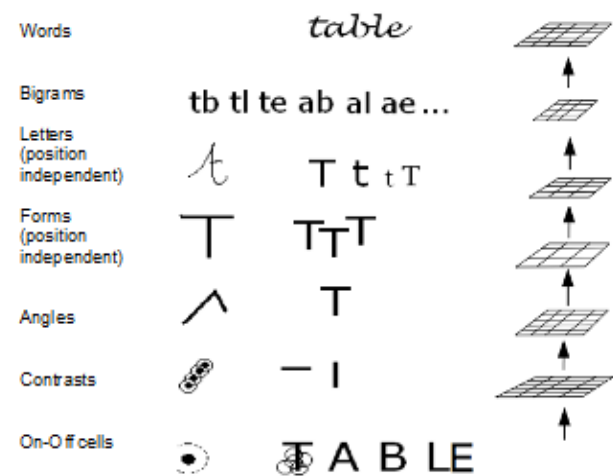 Words table
Bigrams tb tl te ab al ae...
Letters
(position
independent) t T t t T
Forms
(position
independent) T T T T
Angles T
Contrasts
On-Off cells T A B LE